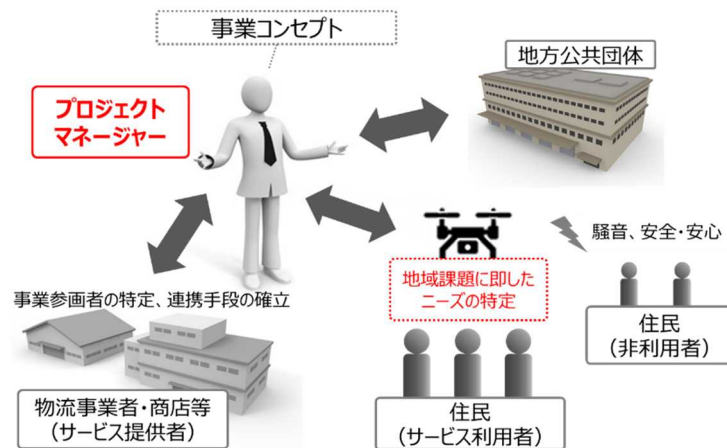 事業コンセプト
地方公共団体
プロジェクト
マネージャー
騒音、安全・安心
地域課題に即した
ニーズの特定
事業参画者の特定、連携手段の確立
住民
（非利用者）
物流事業者・商店等
（サービス提供者）
住民
（サービス利用者）